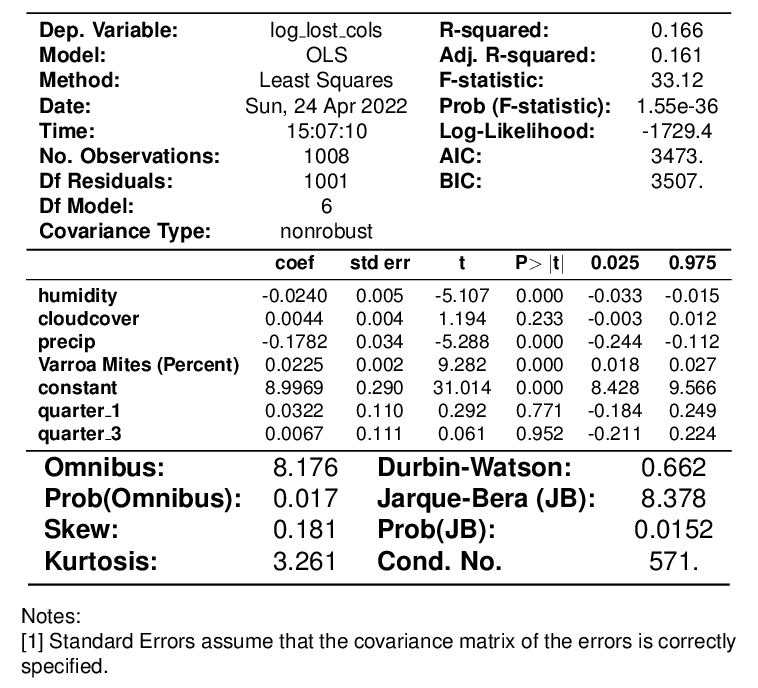 Dep. Variable: log_lost_cols R-squared: 0.166
Model: OLS Adj. R-squared: 0.161
Method: Least Squares F-statistic: 33.12
Date: Sun, 24 Apr 2022 Prob (F-statistic): 1.55e-36
Time: 15:07:10 Log-Likelihood: -1729.4
No. Observations: 1008 AIC: 3473.
Df Residuals: 1001 BIC: 3507.
Df Model: 6
Covariance Type: nonrobust
coef std err t P> |t| 0.025 0.975
humidity -0.0240 0.005 -5.107 0.000 -0.033 -0.015
cloudcover 0.0044 0.004 1.194 0.233 -0.003 0.012
precip -0.1782 0.034 -5.288 0.000 -0.244 -0.112
Varroa Mites (Percent) 0.0225 0.002 9.282 0.000 0.018 0.027
constant 8.9969 0.290 31.014 0.000 8.428 9.566
quarter_1 0.0322 0.110 0.292 0.771 -0.184 0.249
quarter_3 0.0067 0.111 0.061 0.952 -0.211 0.224
Omnibus: 8.176 Durbin-Watson: 0.662
Prob(Omnibus): 0.017 Jarque-Bera (JB): 8.378
Skew: 0.181 Prob(JB): 0.0152
Kurtosis: 3.261 Cond. No. 571.
Notes:
[1] Standard Errors assume that the covariance matrix of the errors is correctly
specified.